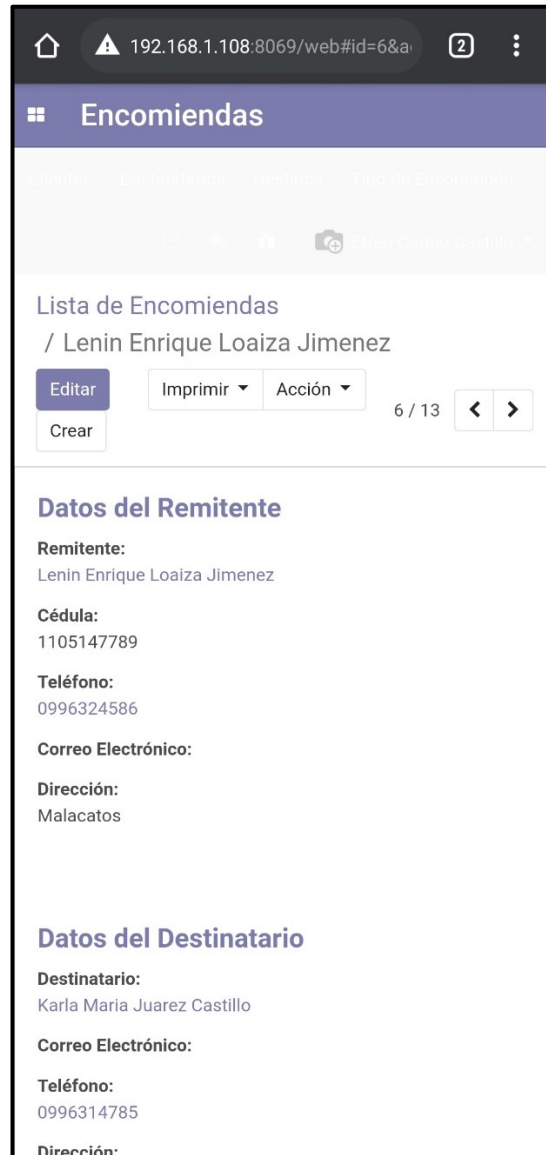 192.168.1.108:8069/web#id=6&a
2
Encomiendas
Lista de Encomiendas
/ Lenin Enrique Loaiza Jimenez
Editar
Imprimir
Acción
6 / 13
Crear
Datos del Remitente
Remitente:
Lenin Enrique Loaiza Jimenez
Cédula:
1105147789
Teléfono:
0996324586
Correo Electrónico:
Dirección:
Malacatos
Datos del Destinatario
Destinatario:
Karla Maria Juarez Castillo
Correo Electrónico:
Teléfono:
0996314785
Dirección: